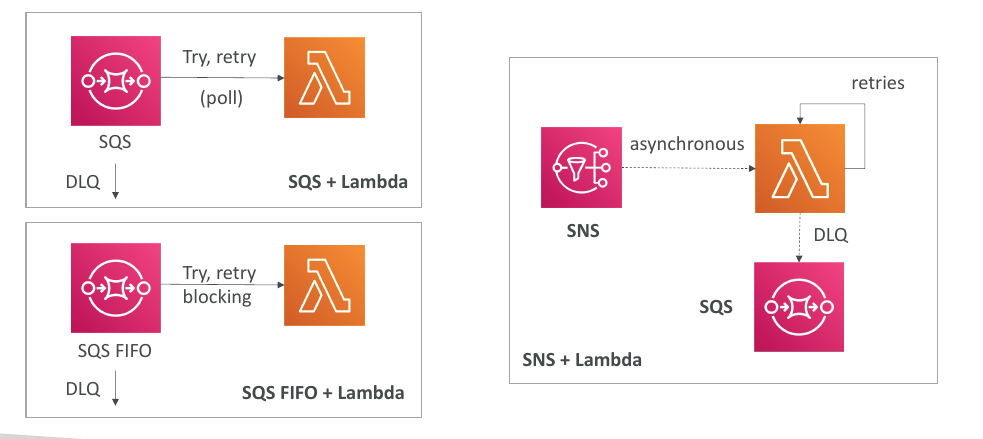 Try, retry
(poll)
SQS
DLQ
SQS + Lambda
Try, retry
blocking
SQS FIFO
DLQ
SQS FIFO + Lambda
retries
asynchronous
SNS
DLQ
SQS
SNS + Lambda